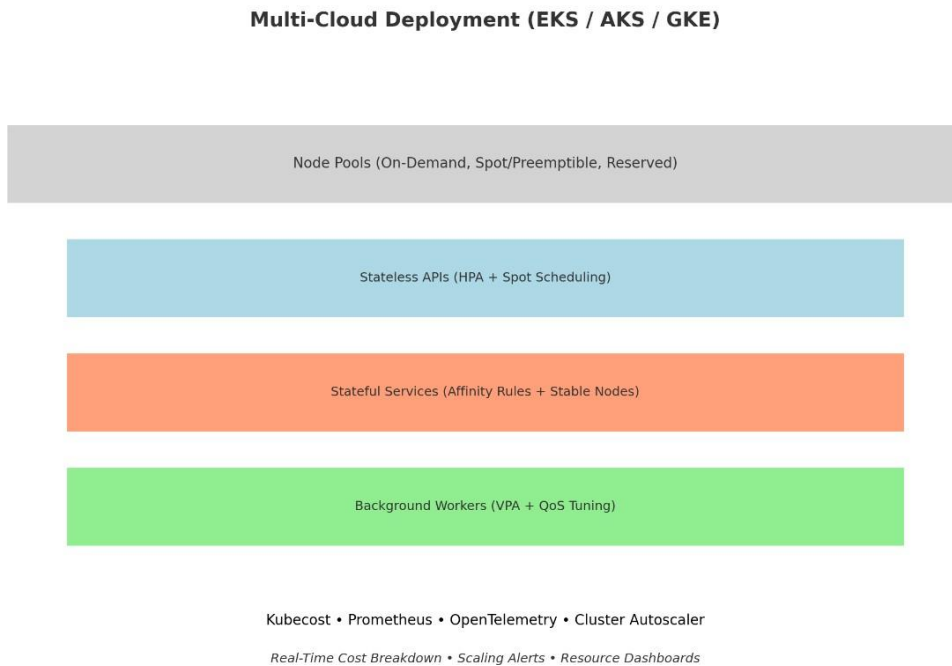 Multi-Cloud Deployment (EKS / AKS / GKE)
Node Pools (On-Demand, Spot/Preemptible, Reserved)
Stateless APIs (HPA + Spot Scheduling)
Stateful Services (Affinity Rules + Stable Nodes)
Background Workers (VPA + QoS Tuning)
Kubecost • Prometheus • OpenTelemetry • Cluster Autoscaler
Real-Time Cost Breakdown • Scaling Alerts • Resource Dashboards